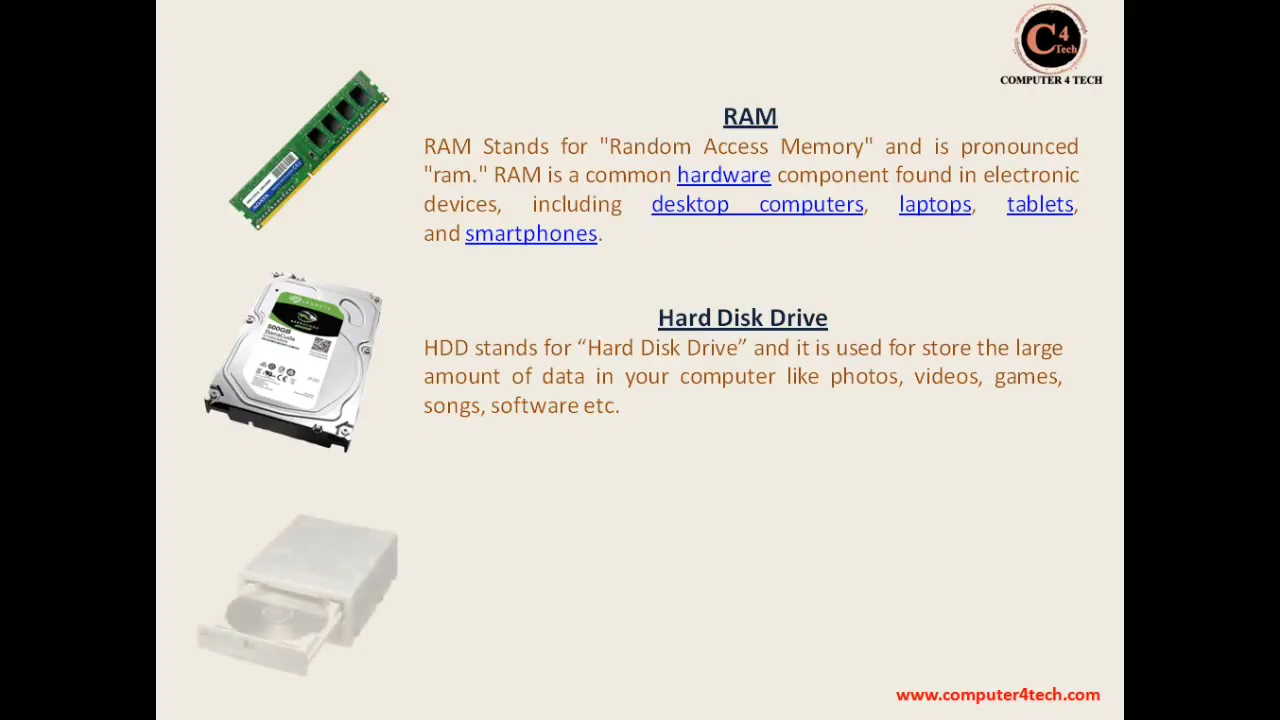 C4
Tech
COMPUTER 4 TECH
RAM
RAM Stands for "Random Access Memory" and is pronounced
"ram." RAM is a common hardware component found in electronic
devices, including desktop computers, laptops, tablets,
and smartphones.
ADATA
Hard Disk Drive
HDD stands for “Hard Disk Drive” and it is used for store the large
amount of data in your computer like photos, videos, games,
songs, software etc.
500GB
BarraCuda
www.computer4tech.com